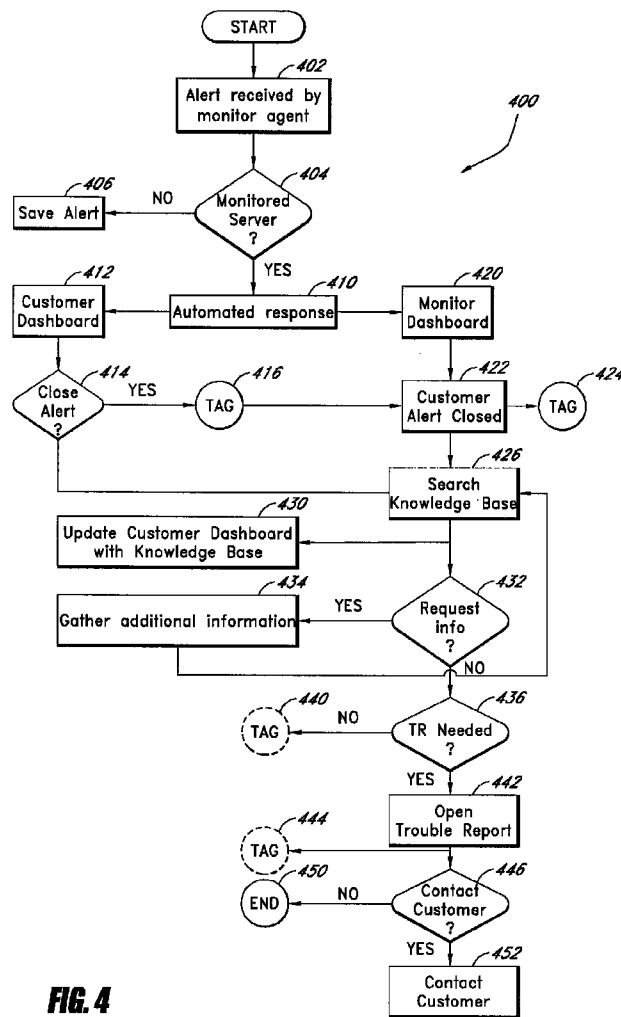 START
402
Alert received by
monitor agent
400
404
Monitored
Server
?
406
NO
Save Alert
YES
412
410
420
Customer
Dashboard
Automated response
Monitor
Dashboard
414
416
422
424
Close
Alert
?
YES
TAG
Customer
Alert Closed
TAG
426
Search
Knowledge Base
430
Update Customer Dashboard
with Knowledge Base
432
434
Request
info
?
YES
Gather additional information
NO
436
440
TR Needed
?
NO
TAG
YES
442
Open
Trouble Report
444
TAG
446
450
Contact
Customer
?
NO
END
YES
452
Contact
Customer
FIG. 4